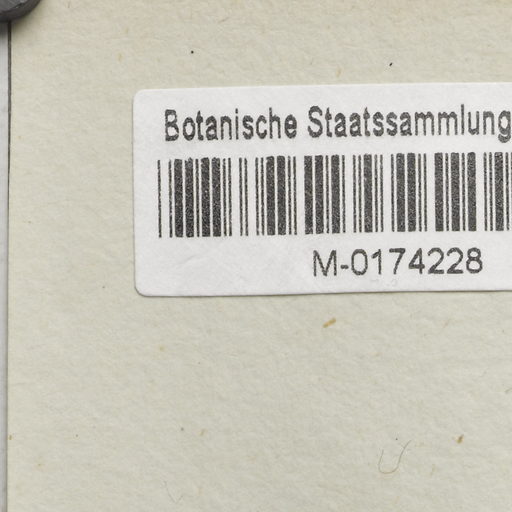 Botanische Staatssammlung
M-0174228